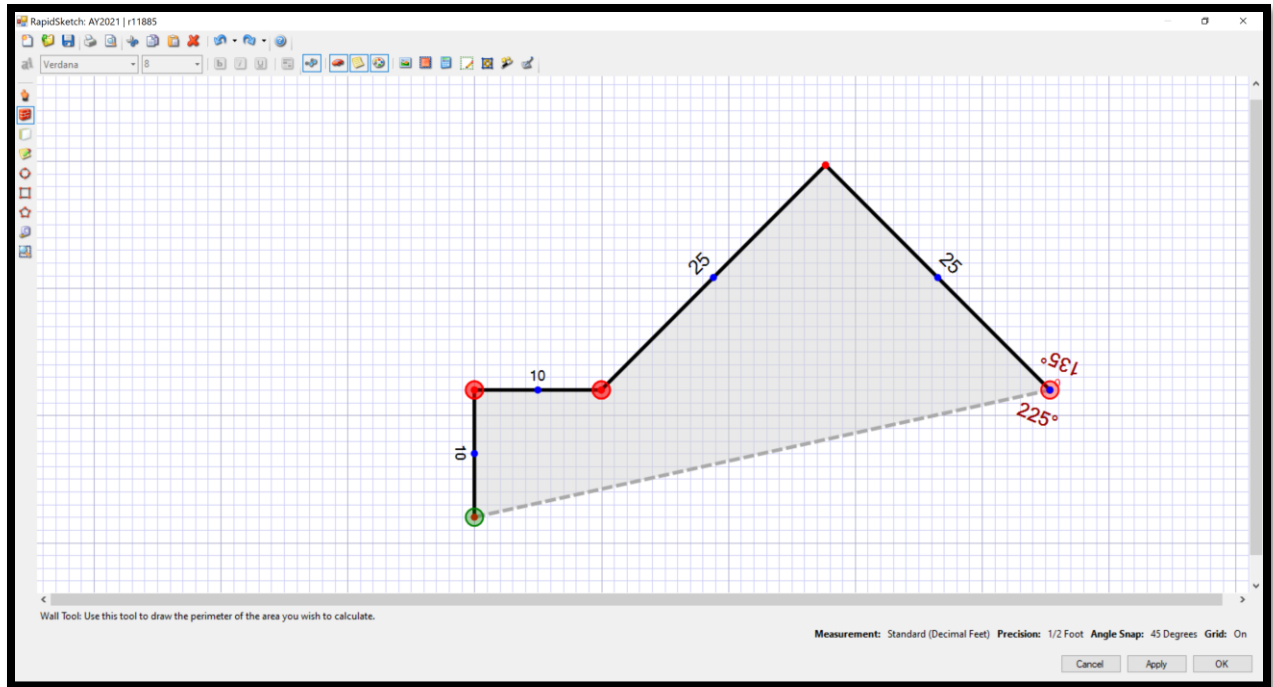 RapidSketch: AY2021 | r11885
Verdana 8 b i u
25
25
10
135°
0
225°
10
Wall Tool: Use this tool to draw the perimeter of the area you wish to calculate.
Measurement: Standard (Decimal Feet) Precision: 1/2 Foot Angle Snap: 45 Degrees Grid: On
Cancel Apply OK